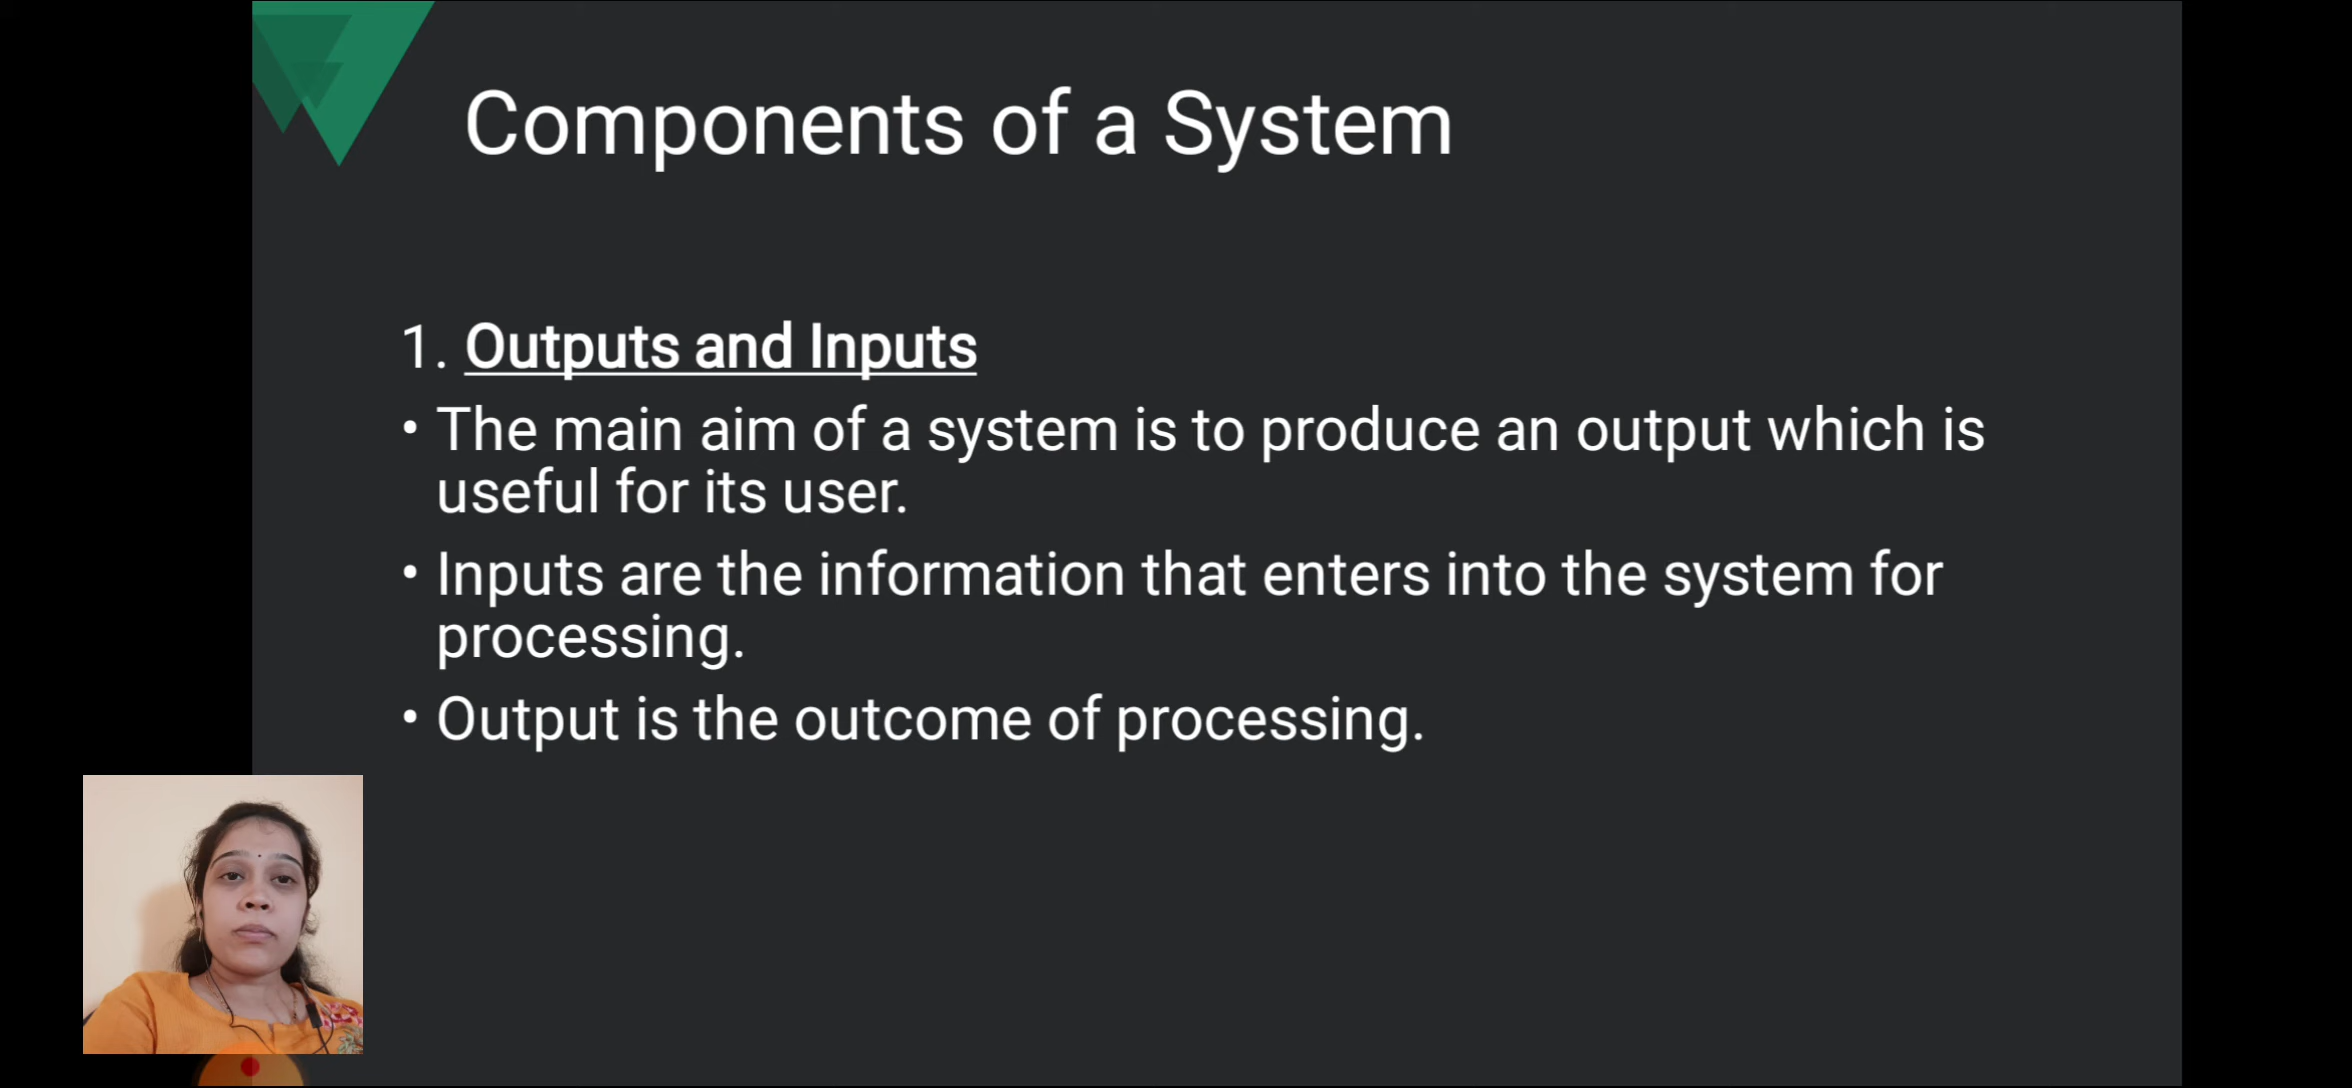 Components of a System
1. Outputs and Inputs
• The main aim of a system is to produce an output which is
useful for its user.
• Inputs are the information that enters into the system for
processing.
• Output is the outcome of processing.